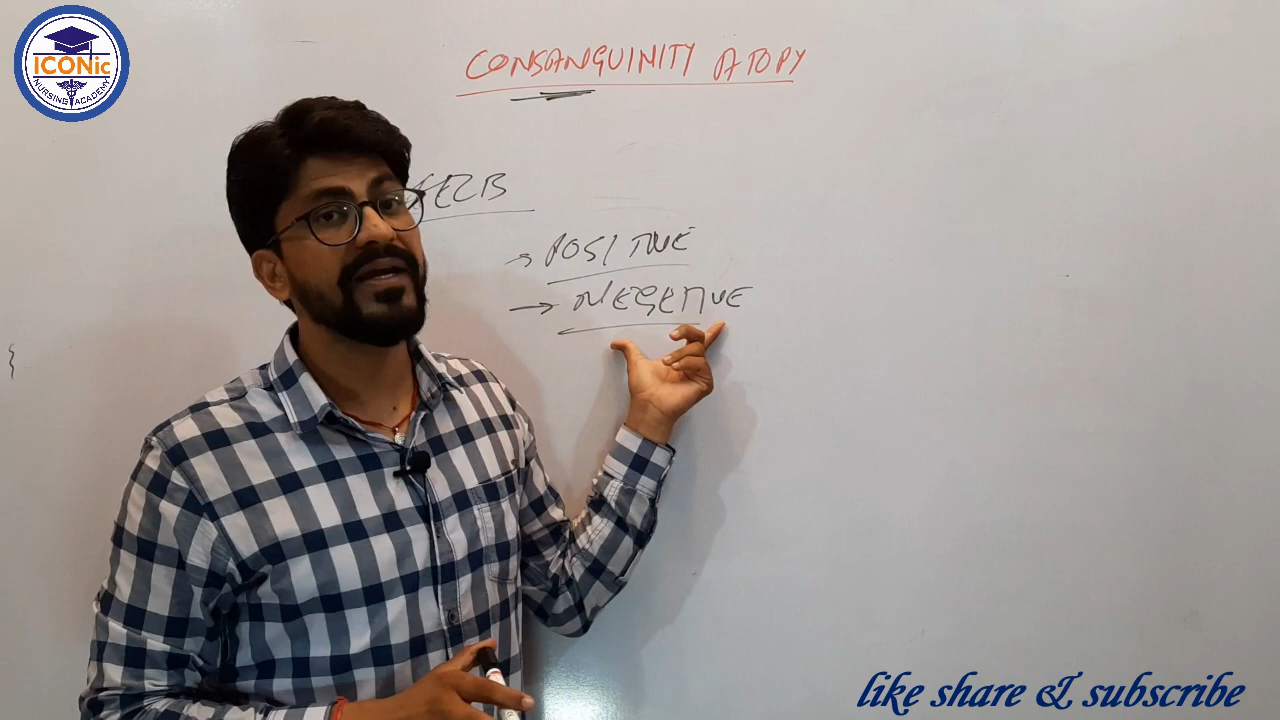 ICONic
NURSING ACADEMY
CONSANGUINITY ATOPY
→ POSITIVE
→ NEGETIVE
like share & subscribe